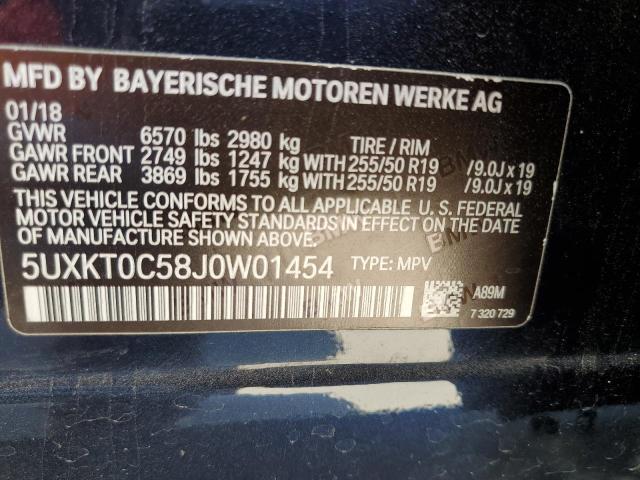 MFD BY BAYERISCHE MOTOREN WERKE AG
01/18
GVWR 6570 lbs 2980 kg TIRE / RIM
GAWR FRONT 2749 lbs 1247 kg WITH 255/50 R19 /9.0J x 19
GAWR REAR 3869 lbs 1755 kg WITH 255/50 R19 /9.0J x 19
THIS VEHICLE CONFORMS TO ALL APPLICABLE U. S. FEDERAL
MOTOR VEHICLE SAFETY STANDARDS IN EFFECT ON THE DATE
OF MANUFACTURE SHOWN ABOVE.
5UXKT0C58J0W01454 TYPE: MPV
A89M
7 320 729